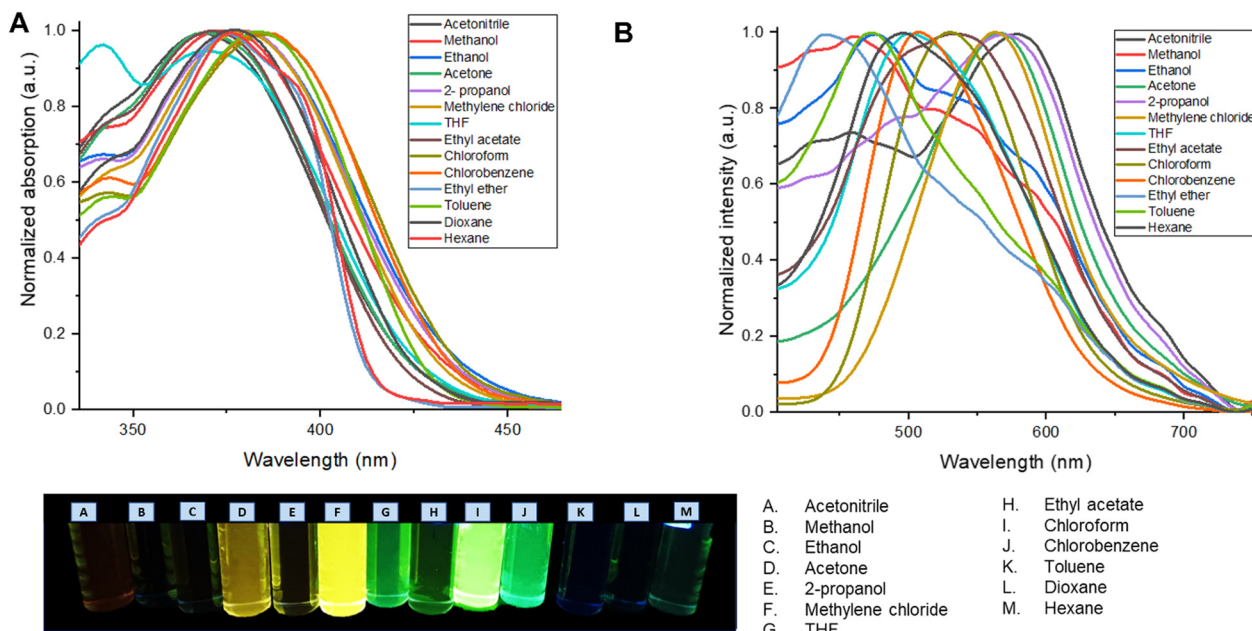 A
Normalized absorption (a.u.)
1.0
0.8
0.6
0.4
0.2
0.0
350
400
450
Wavelength (nm)
Acetonitrile
Methanol
Ethanol
Acetone
2- propanol
Methylene chloride
THF
Ethyl acetate
Chloroform
Chlorobenzene
Ethyl ether
Toluene
Dioxane
Hexane
B
Normalized intensity (a.u.)
1.0
0.8
0.6
0.4
0.2
0.0
500
600
700
Wavelength (nm)
Acetonitrile
Methanol
Ethanol
Acetone
2-propanol
Methylene chloride
THF
Ethyl acetate
Chloroform
Chlorobenzene
Ethyl ether
Toluene
Hexane
A B C D E F G H I J K L M
A. Acetonitrile
B. Methanol
C. Ethanol
D. Acetone
E. 2-propanol
F. Methylene chloride
G. THF
H. Ethyl acetate
I. Chloroform
J. Chlorobenzene
K. Toluene
L. Dioxane
M. Hexane